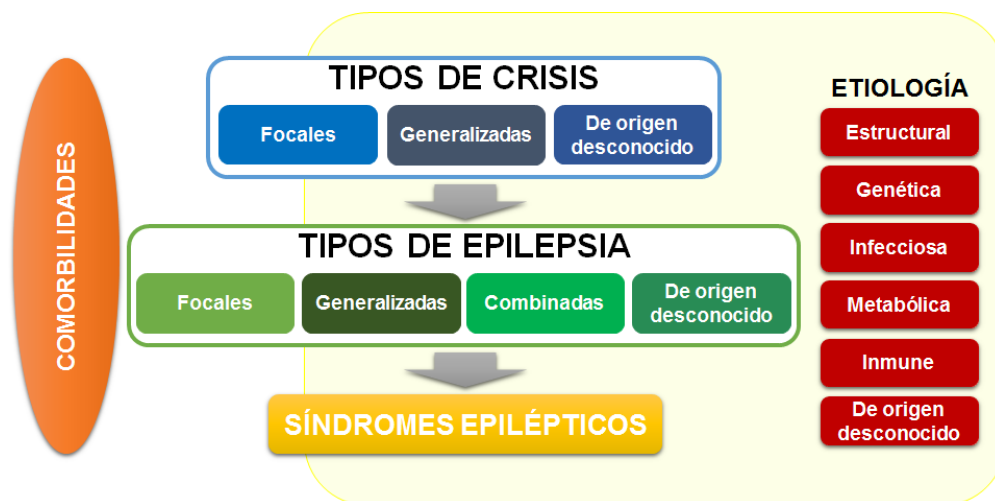 COMORBILIDADES
TIPOS DE CRISIS
Focales
Generalizadas
De origen
desconocido
TIPOS DE EPILEPSIA
Focales
Generalizadas
Combinadas
De origen
desconocido
SÍNDROMES EPILÉPTICOS
ETIOLOGÍA
Estructural
Genética
Infecciosa
Metabólica
Inmune
De origen
desconocido